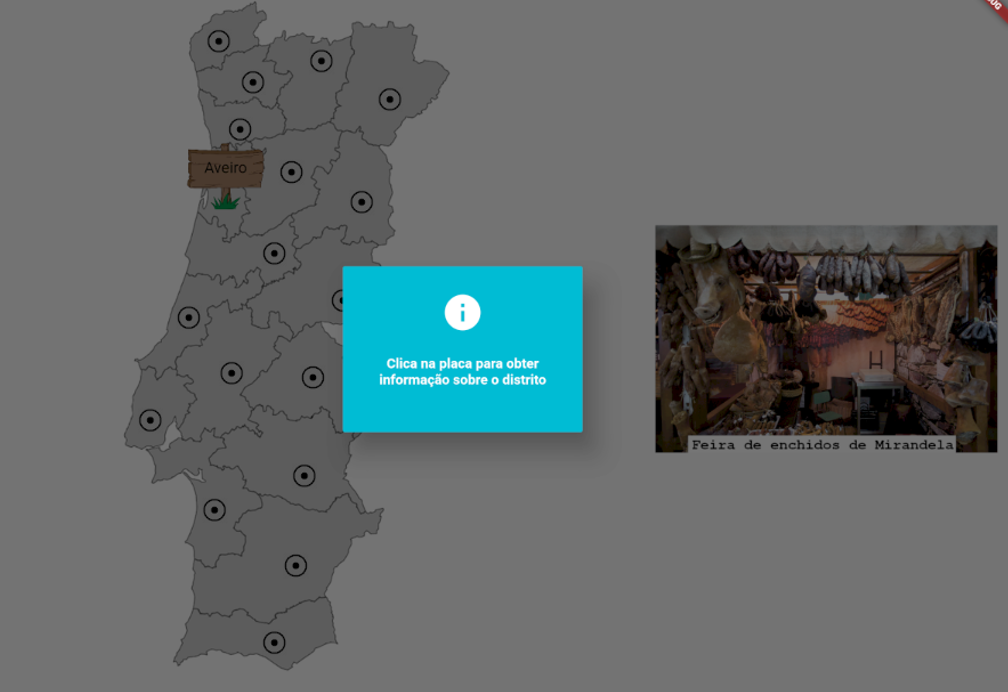 Aveiro
Clica na placa para obter
informação sobre o distrito
Feira de enchidos de Mirandela